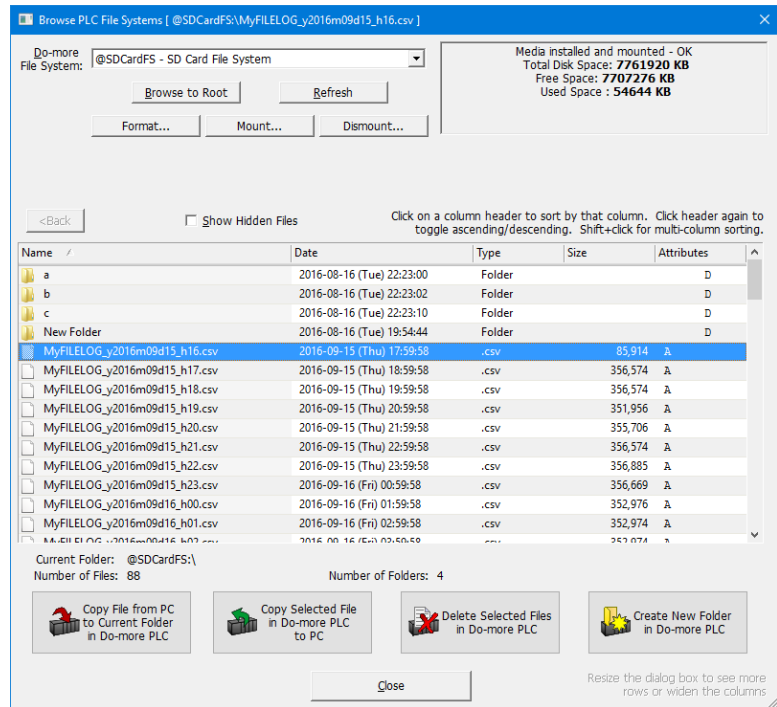 Browse PLC File Systems [ @SDCardFS:\MyFILELOG_y2016m09d15_h16.csv ]
Do-more
File System:
@SDCardFS - SD Card File System
Browse to Root
Refresh
Format...
Mount...
Dismount...
Media installed and mounted - OK
Total Disk Space: 7761920 KB
Free Space: 7707276 KB
Used Space : 54644 KB
<Back
Show Hidden Files
Click on a column header to sort by that column. Click header again to
toggle ascending/descending. Shift+click for multi-column sorting.
Name Date Type Size Attributes
a 2016-08-16 (Tue) 22:23:00 Folder D
b 2016-08-16 (Tue) 22:23:02 Folder D
c 2016-08-16 (Tue) 22:23:10 Folder D
New Folder 2016-08-16 (Tue) 19:54:44 Folder D
MyFILELOG_y2016m09d15_h16.csv 2016-09-15 (Thu) 17:59:58 .csv 85,914 A
MyFILELOG_y2016m09d15_h17.csv 2016-09-15 (Thu) 18:59:58 .csv 356,574 A
MyFILELOG_y2016m09d15_h18.csv 2016-09-15 (Thu) 19:59:58 .csv 356,574 A
MyFILELOG_y2016m09d15_h19.csv 2016-09-15 (Thu) 20:59:58 .csv 351,956 A
MyFILELOG_y2016m09d15_h20.csv 2016-09-15 (Thu) 21:59:58 .csv 355,706 A
MyFILELOG_y2016m09d15_h21.csv 2016-09-15 (Thu) 22:59:58 .csv 356,574 A
MyFILELOG_y2016m09d15_h22.csv 2016-09-15 (Thu) 23:59:58 .csv 356,885 A
MyFILELOG_y2016m09d15_h23.csv 2016-09-16 (Fri) 00:59:58 .csv 356,669 A
MyFILELOG_y2016m09d16_h00.csv 2016-09-16 (Fri) 01:59:58 .csv 352,976 A
MyFILELOG_y2016m09d16_h01.csv 2016-09-16 (Fri) 02:59:58 .csv 352,974 A
MyFILELOG_y2016m09d16_h02.csv 2016-09-16 (Fri) 03:59:58 .csv 352,974 A
Current Folder: @SDCardFS:\
Number of Files: 88
Number of Folders: 4
Copy File from PC
to Current Folder
in Do-more PLC
Copy Selected File
in Do-more PLC
to PC
Delete Selected Files
in Do-more PLC
Create New Folder
in Do-more PLC
Close
Resize the dialog box to see more
rows or widen the columns